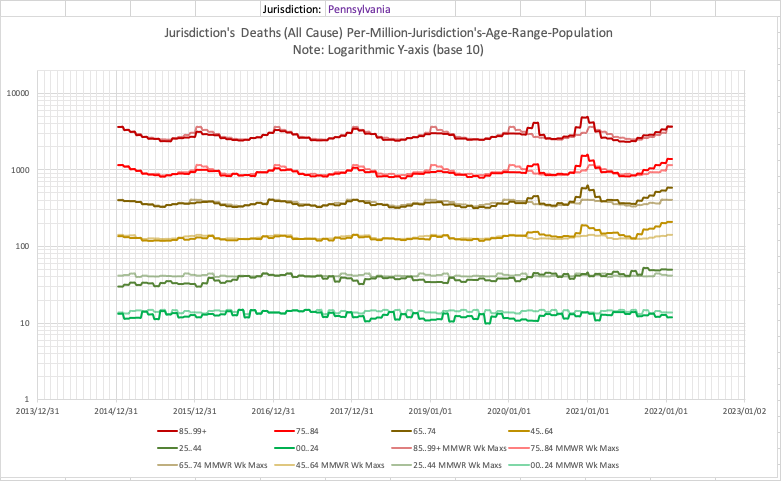 Jurisdiction: Pennsylvania
Jurisdiction's Deaths (All Cause) Per-Million-Jurisdiction's-Age-Range-Population
Note: Logarithmic Y-axis (base 10)
10000
1000
100
10
1
2013/12/31 2014/12/31 2015/12/31 2016/12/31 2017/12/31 2019/01/01 2020/01/01 2021/01/01 2022/01/01 2023/01/02
85..99+ 75..84 65..74 45..64
25..44 00..24 85..99+ MMWR Wk Maxs 75..84 MMWR Wk Maxs
65..74 MMWR Wk Maxs 45..64 MMWR Wk Maxs 25..44 MMWR Wk Maxs 00..24 MMWR Wk Maxs